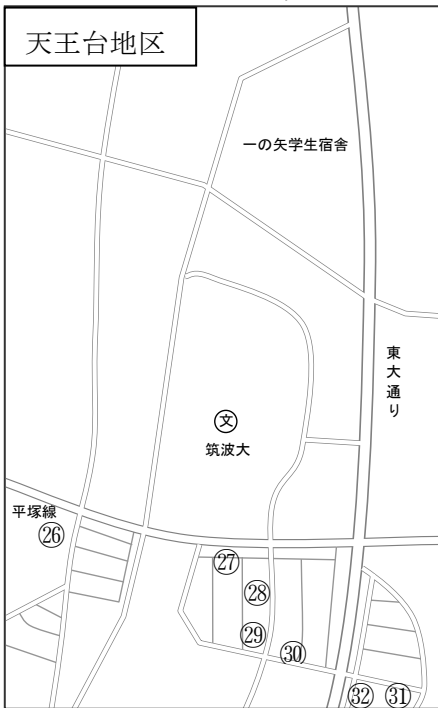 天王台地区
一の矢学生宿舎
東大通り
文
筑波大
平塚線
㉖
㉗
㉘
㉙
㉚
㉜ ㉛